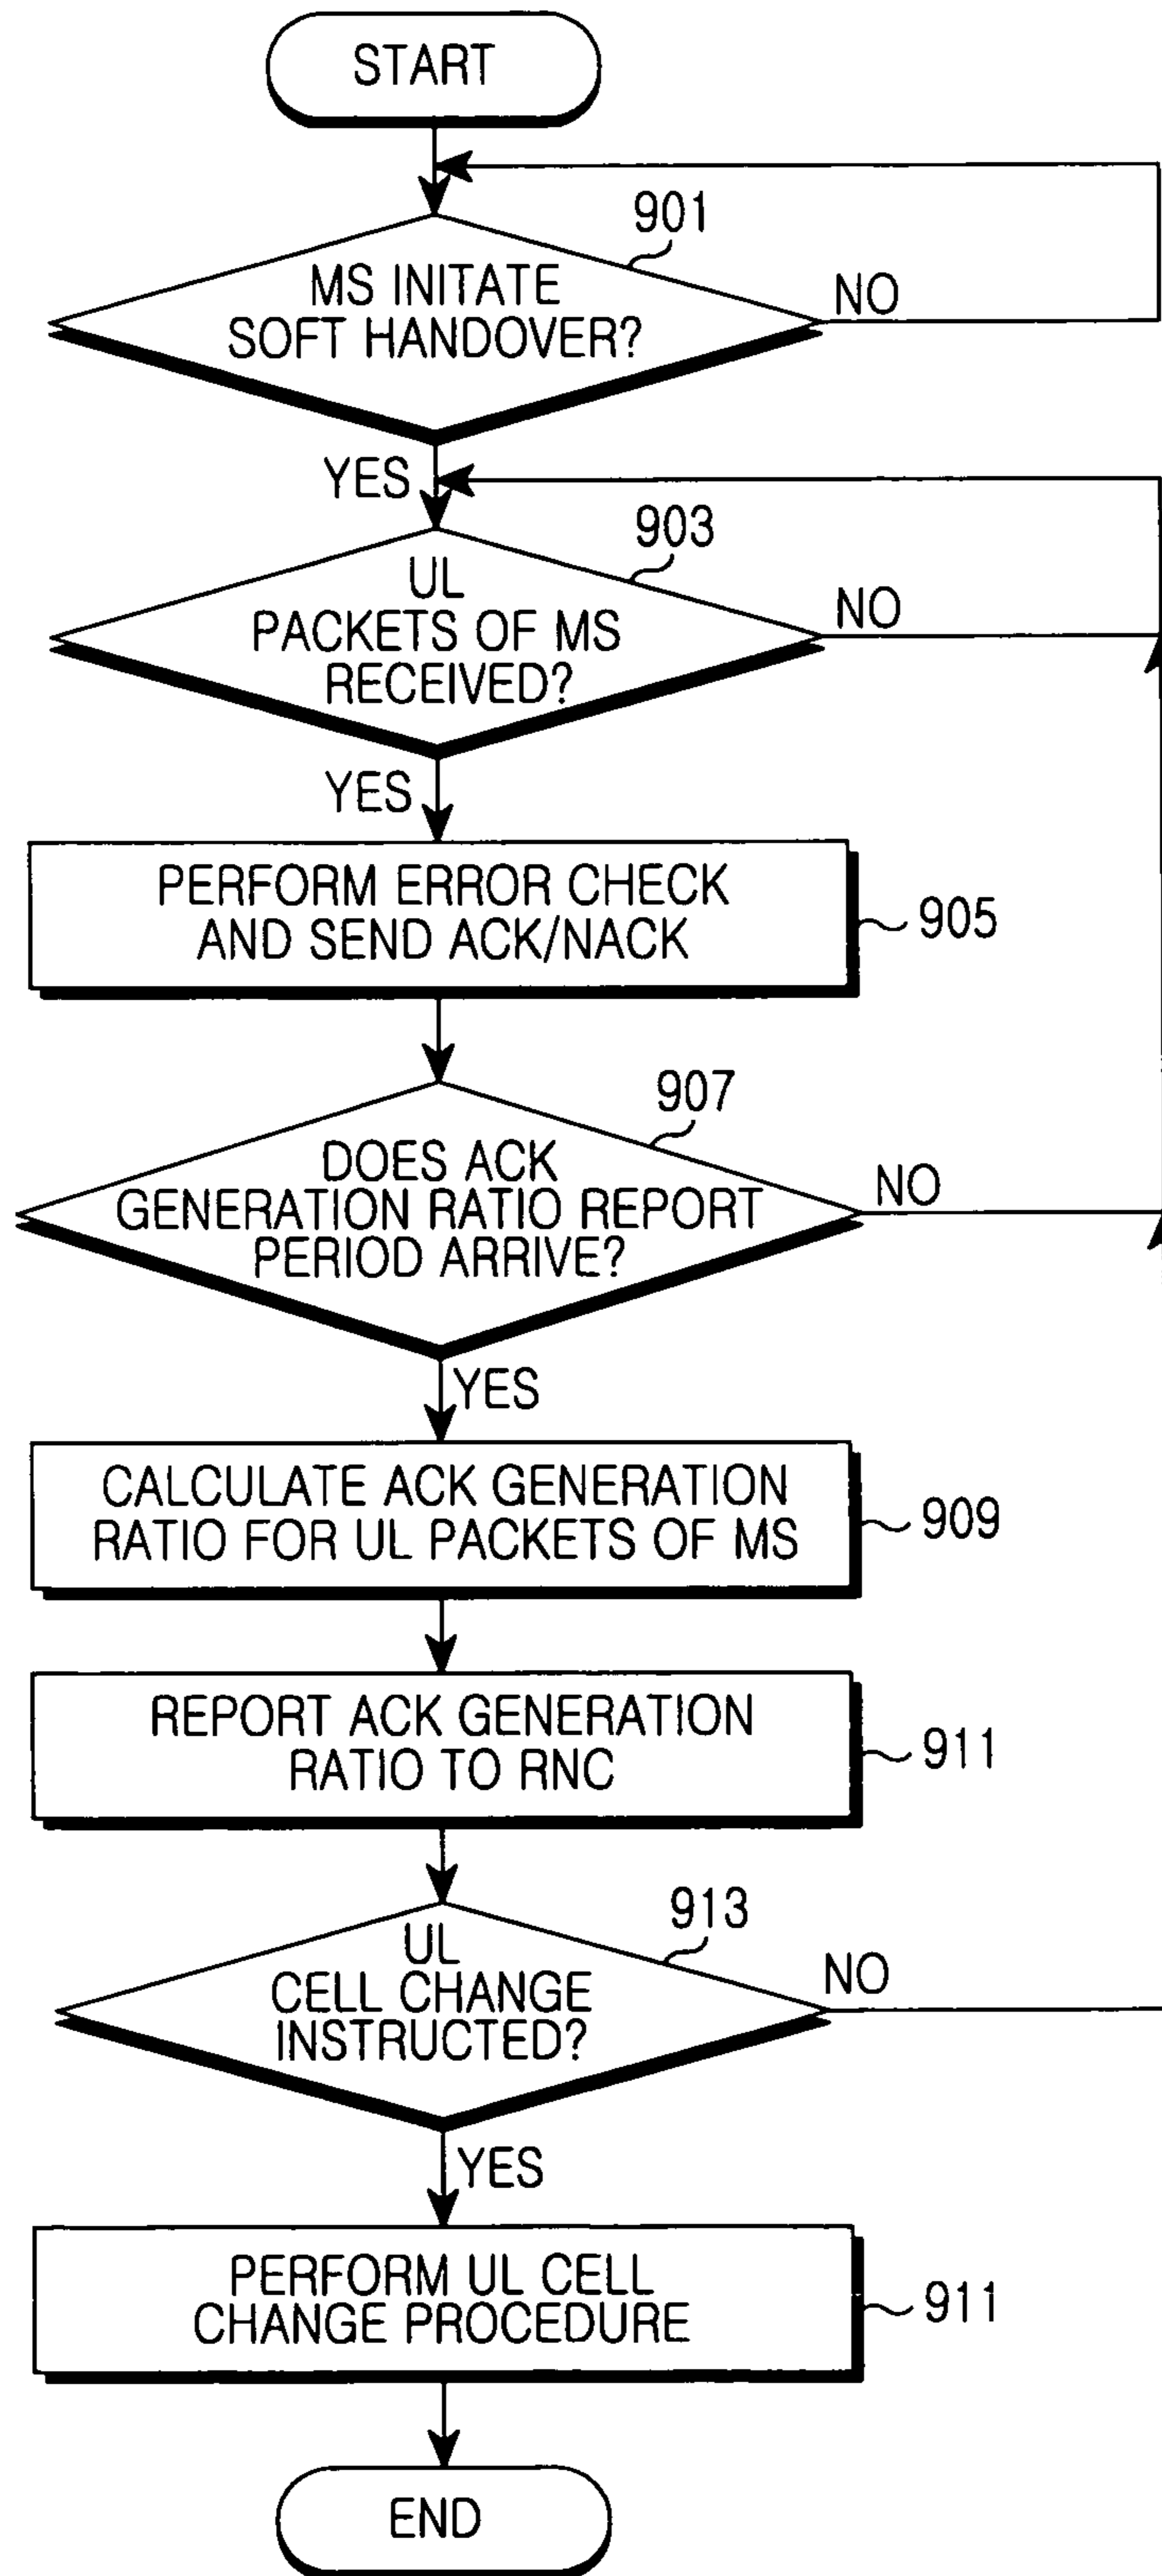 START
901
MS INITATE
SOFT HANDOVER?
NO
YES
903
UL
PACKETS OF MS
RECEIVED?
NO
YES
PERFORM ERROR CHECK
AND SEND ACK/NACK
905
907
DOES ACK
GENERATION RATIO REPORT
PERIOD ARRIVE?
NO
YES
CALCULATE ACK GENERATION
RATIO FOR UL PACKETS OF MS
909
REPORT ACK GENERATION
RATIO TO RNC
911
913
UL
CELL CHANGE
INSTRUCTED?
NO
YES
PERFORM UL CELL
CHANGE PROCEDURE
911
END